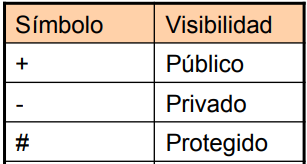 Símbolo Visibilidad
+ Público
- Privado
# Protegido